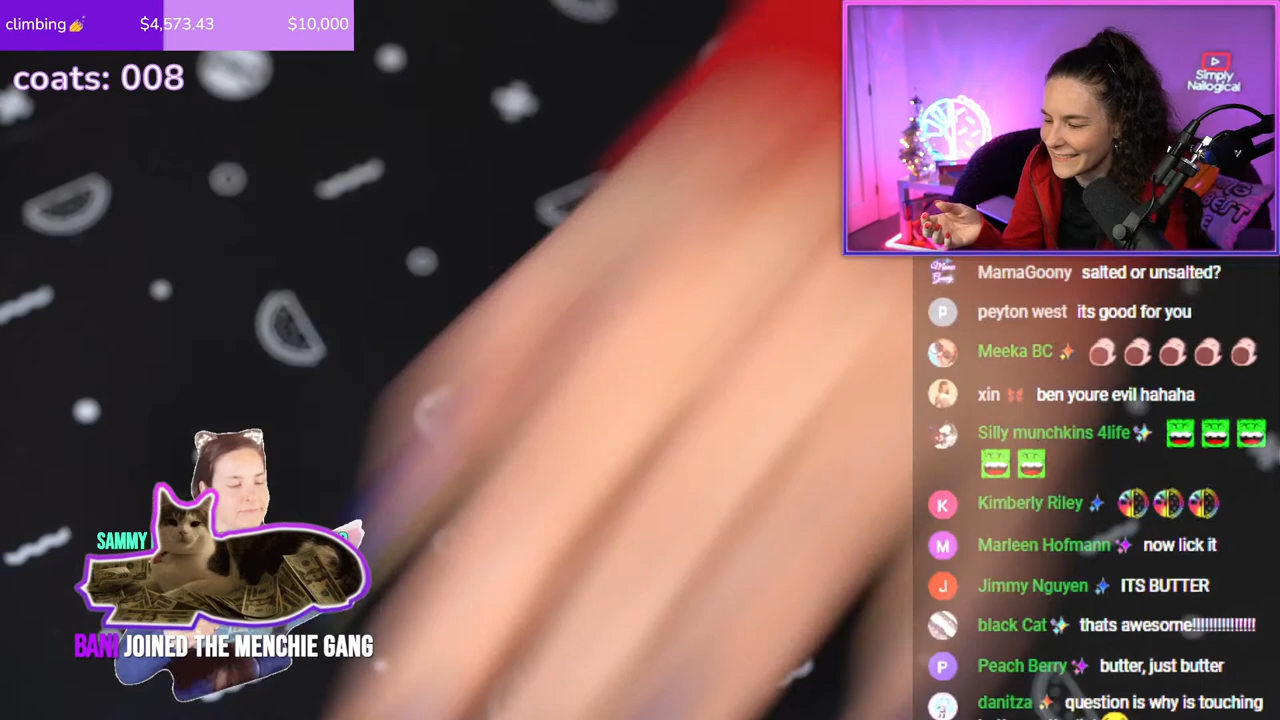 climbing💅 $4,573.43 $10,000
coats: 008
Simply
Nailogical
BEST
MamaGoony salted or unsalted?
peyton west its good for you
Meeka BC
xin ben youre evil hahaha
Silly munchkins 4life
K Kimberly Riley
M Marleen Hofmann now lick it
J Jimmy Nguyen ITS BUTTER
black Cat thats awesome!!!!!!!!!!!!!!
P Peach Berry butter, just butter
danitza question is why is touching
SAMMY
BANI JOINED THE MENCHIE GANG